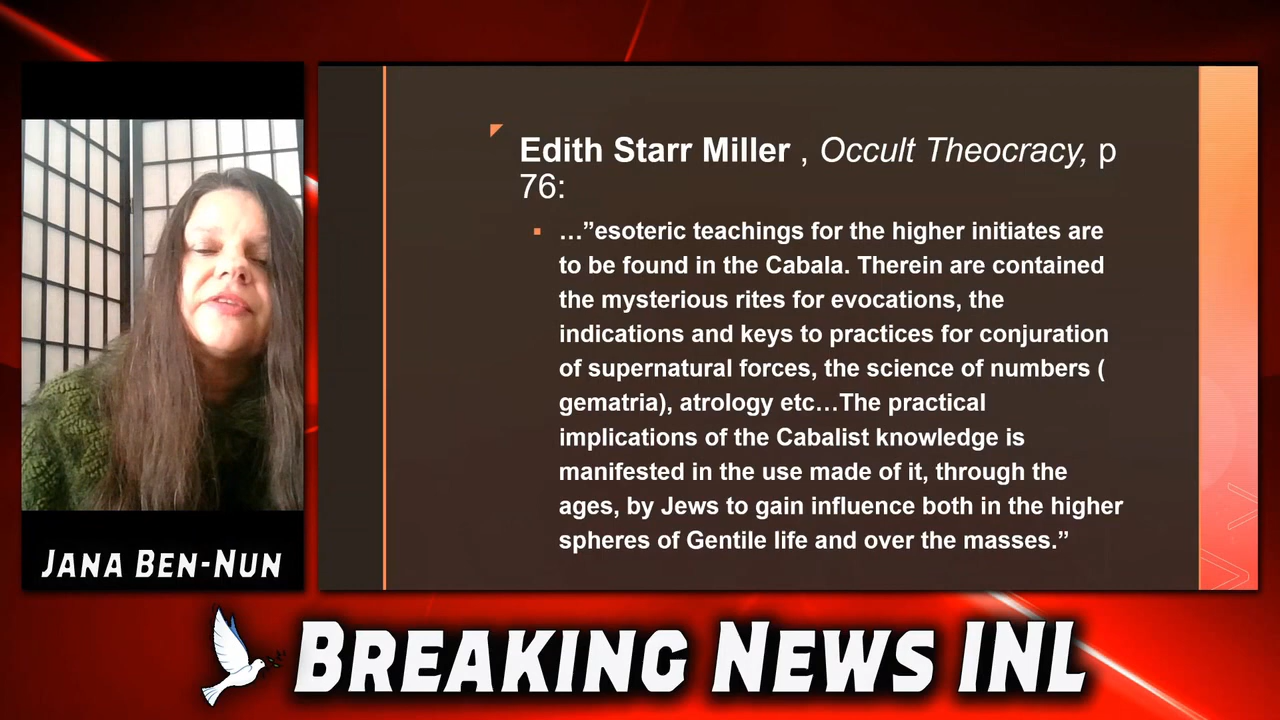 Edith Starr Miller , Occult Theocracy, p
76:
▪ …”esoteric teachings for the higher initiates are
to be found in the Cabala. Therein are contained
the mysterious rites for evocations, the
indications and keys to practices for conjuration
of supernatural forces, the science of numbers (
gematria), atrology etc…The practical
implications of the Cabalist knowledge is
manifested in the use made of it, through the
ages, by Jews to gain influence both in the higher
spheres of Gentile life and over the masses.”
Jana Ben-Nun
Breaking News INL